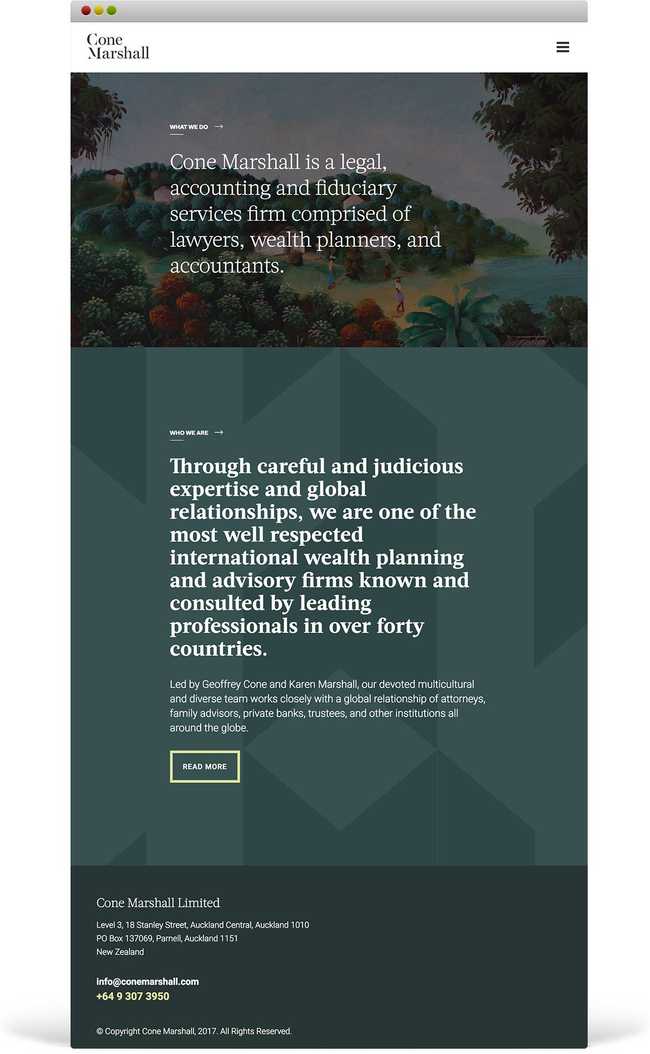 Cone
Marshall
WHAT WE DO →
Cone Marshall is a legal,
accounting and fiduciary
services firm comprised of
lawyers, wealth planners, and
accountants.
WHO WE ARE →
Through careful and judicious
expertise and global
relationships, we are one of the
most well respected
international wealth planning
and advisory firms known and
consulted by leading
professionals in over forty
countries.
Led by Geoffrey Cone and Karen Marshall, our devoted multicultural
and diverse team works closely with a global relationship of attorneys,
family advisors, private banks, trustees, and other institutions all
around the globe.
READ MORE
Cone Marshall Limited
Level 3, 18 Stanley Street, Auckland Central, Auckland 1010
PO Box 137069, Parnell, Auckland 1151
New Zealand
info@conemarshall.com
+64 9 307 3950
© Copyright Cone Marshall, 2017. All Rights Reserved.